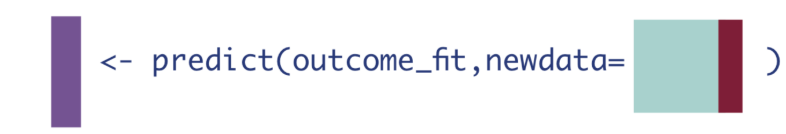 <- predict(outcome_fit,newdata= )